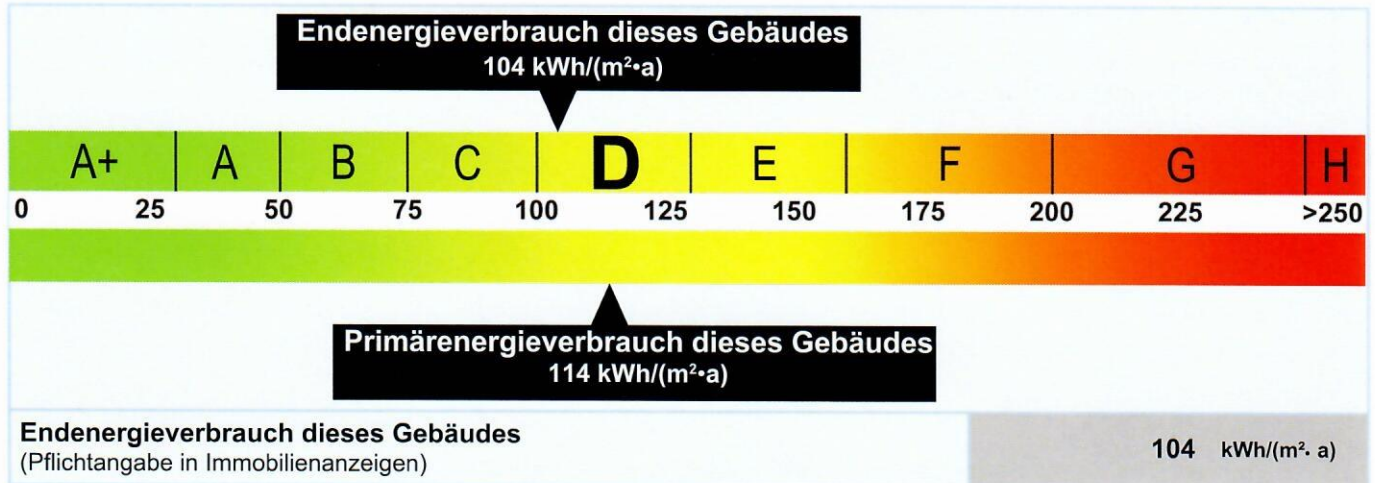 Endenergieverbrauch dieses Gebäudes
104 kWh/(m²•a)
A+ A B C D E F G H
0 25 50 75 100 125 150 175 200 225 >250
Primärenergieverbrauch dieses Gebäudes
114 kWh/(m²•a)
Endenergieverbrauch dieses Gebäudes 104 kWh/(m²· a)
(Pflichtangabe in Immobilienanzeigen)